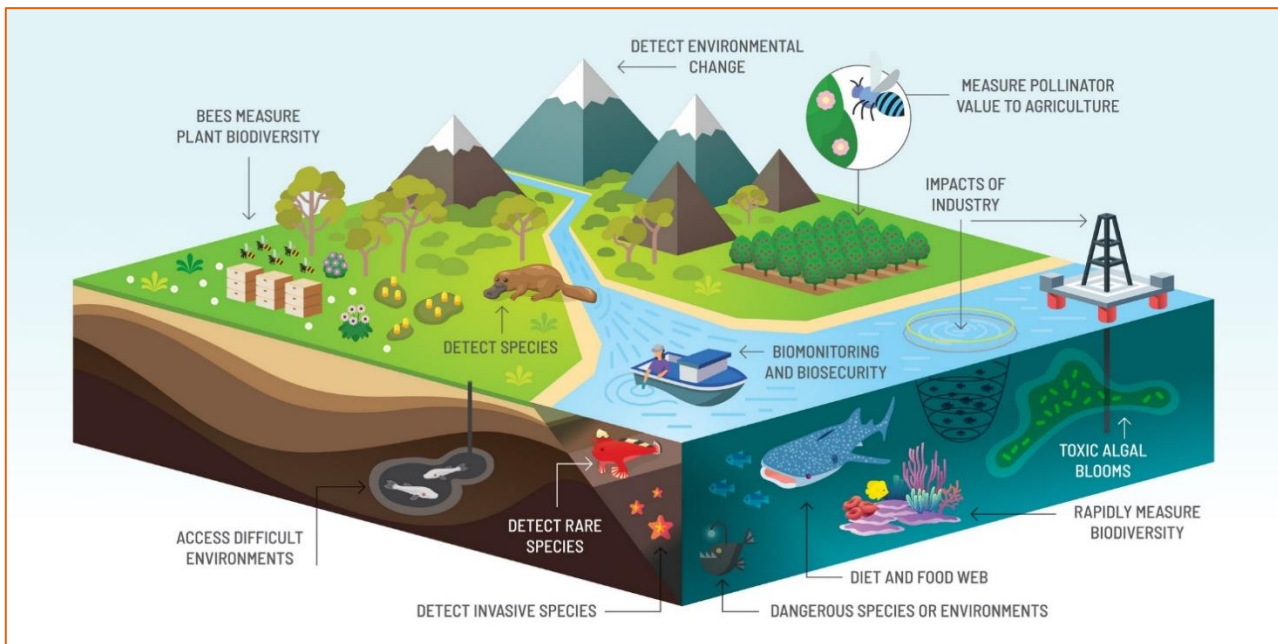 DETECT ENVIRONMENTAL
CHANGE
MEASURE POLLINATOR
VALUE TO AGRICULTURE
BEES MEASURE
PLANT BIODIVERSITY
IMPACTS OF
INDUSTRY
DETECT SPECIES
BIOMONITORING
AND BIOSECURITY
TOXIC ALGAL
BLOOMS
RAPIDLY MEASURE
BIODIVERSITY
DETECT RARE
SPECIES
ACCESS DIFFICULT
ENVIRONMENTS
DIET AND FOOD WEB
DETECT INVASIVE SPECIES
DANGEROUS SPECIES OR ENVIRONMENTS